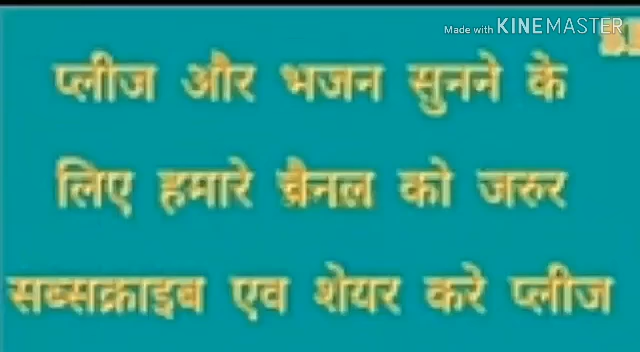 Made with KINEMASTER
प्लीज और भजन सुनने के
लिए हमारे चैनल को जरुर
सब्सक्राइब एव शेयर करे प्लीज